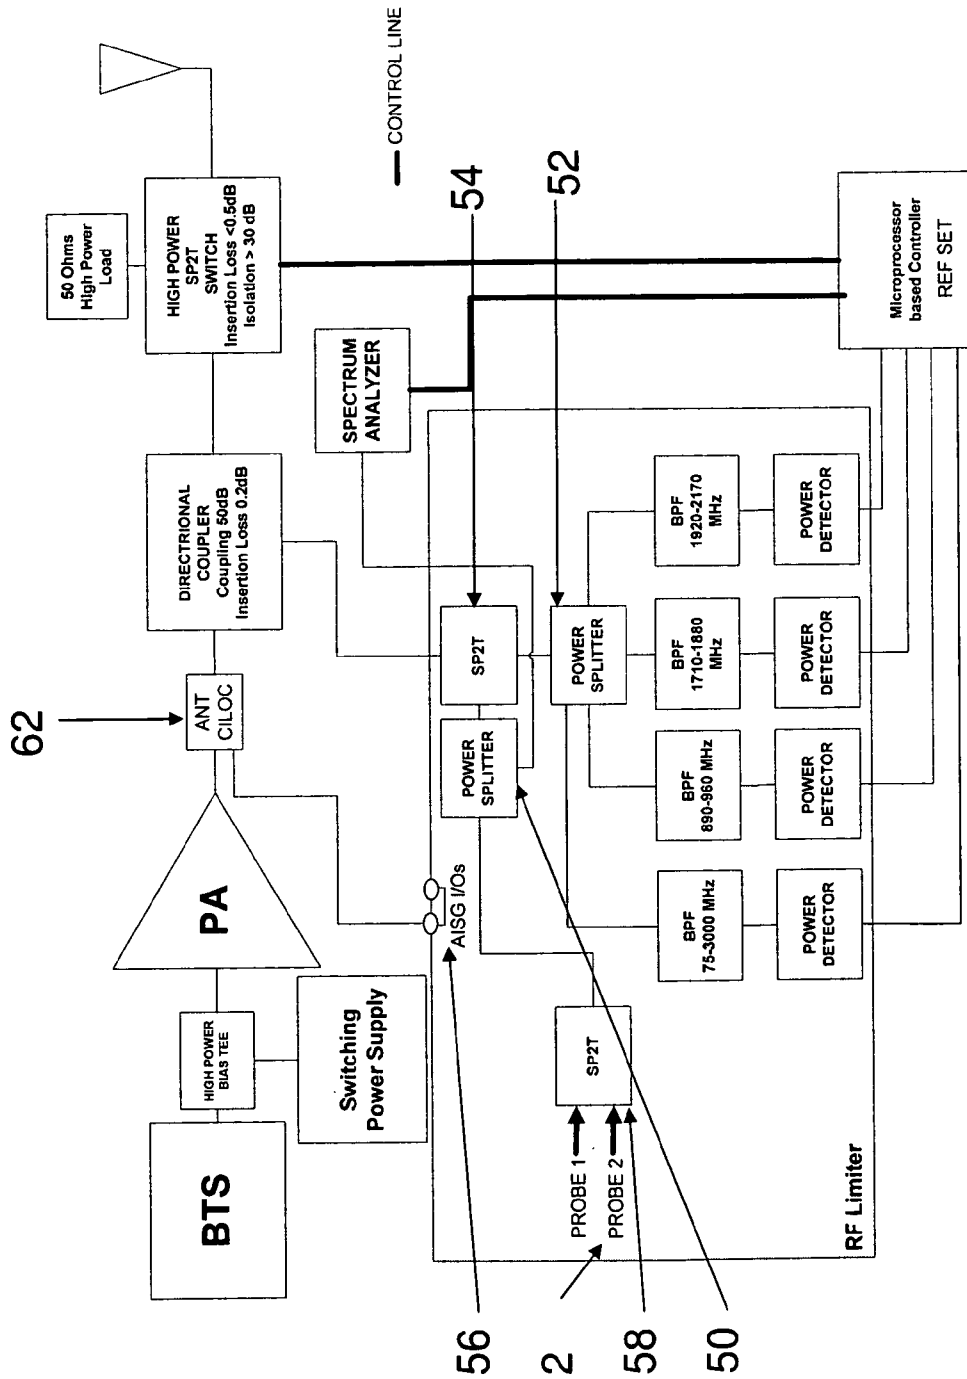 62
BTS
HIGH POWER
BIAS TEE
Switching
Power Supply
PA
ANT
CILOC
DIRECTRIONAL
COUPLER
Coupling 50dB
Insertion Loss 0.2dB
50 Ohms
High Power
Load
HIGH POWER
SP2T
SWITCH
Insertion Loss <0.5dB
Isolation > 30 dB
CONTROL LINE
SPECTRUM
ANALYZER
54
52
56
2
58
50
AISG I/Os
POWER
SPLITTER
SP2T
POWER
SPLITTER
PROBE 1
PROBE 2
SP2T
BPF
75-3000 MHz
BPF
890-960 MHz
BPF
1710-1880
MHz
BPF
1920-2170
MHz
POWER
DETECTOR
POWER
DETECTOR
POWER
DETECTOR
POWER
DETECTOR
RF Limiter
Microprocessor
based Controller
REF SET